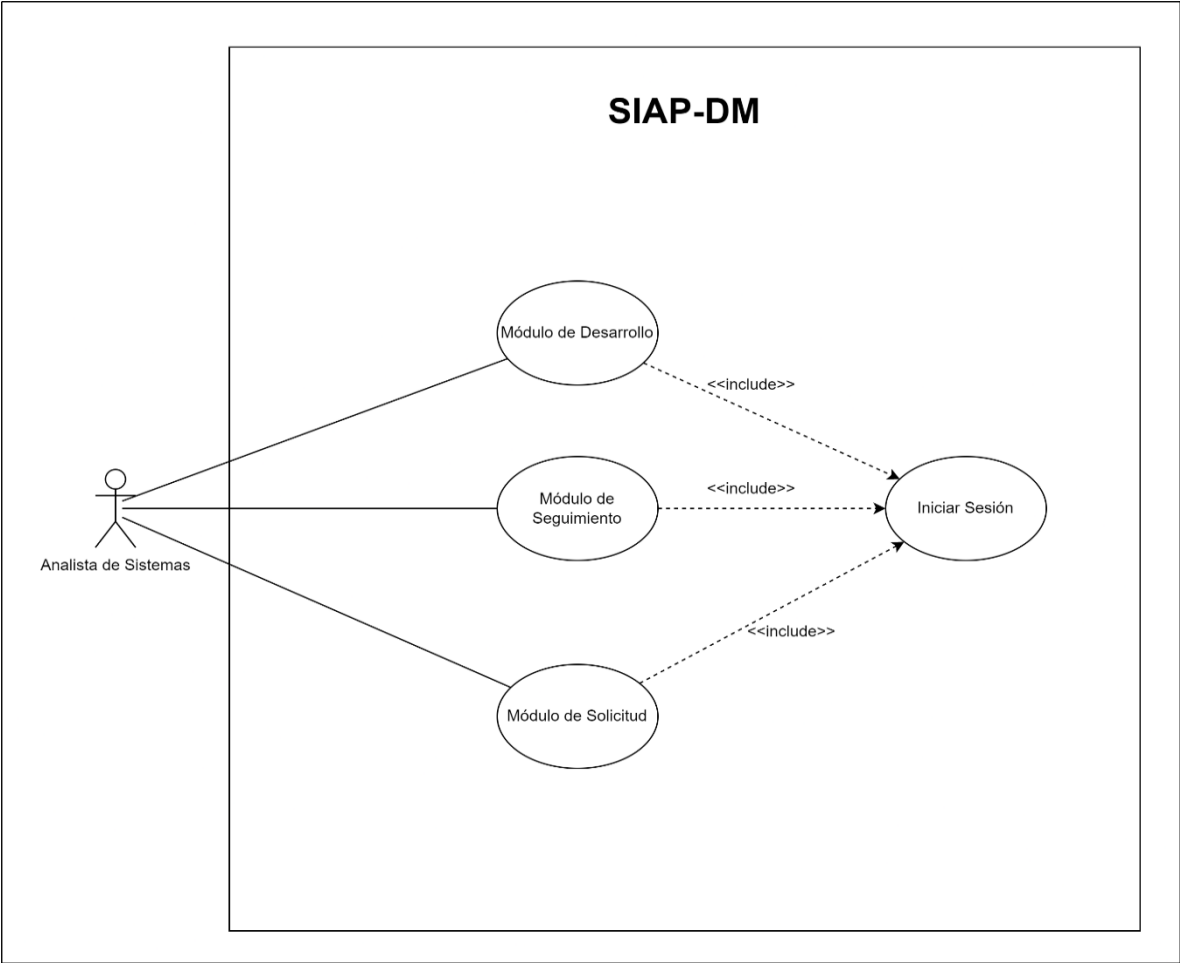 SIAP-DM
Módulo de Desarrollo
<<include>>
Módulo de
Seguimiento
<<include>>
Iniciar Sesión
Analista de Sistemas
<<include>>
Módulo de Solicitud